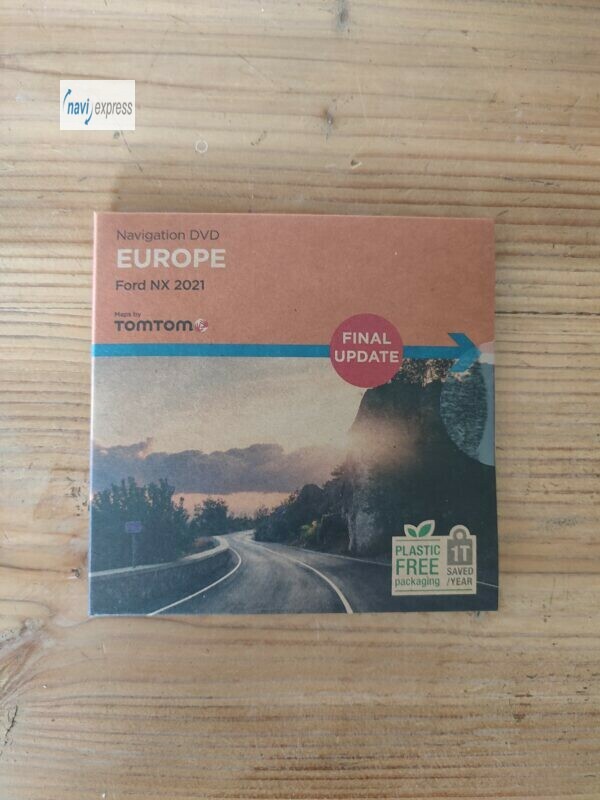 navi express
Navigation DVD
EUROPE
Ford NX 2021
Maps by
TOMTOM
FINAL
UPDATE
PLASTIC
FREE
packaging
1T
SAVED
/YEAR